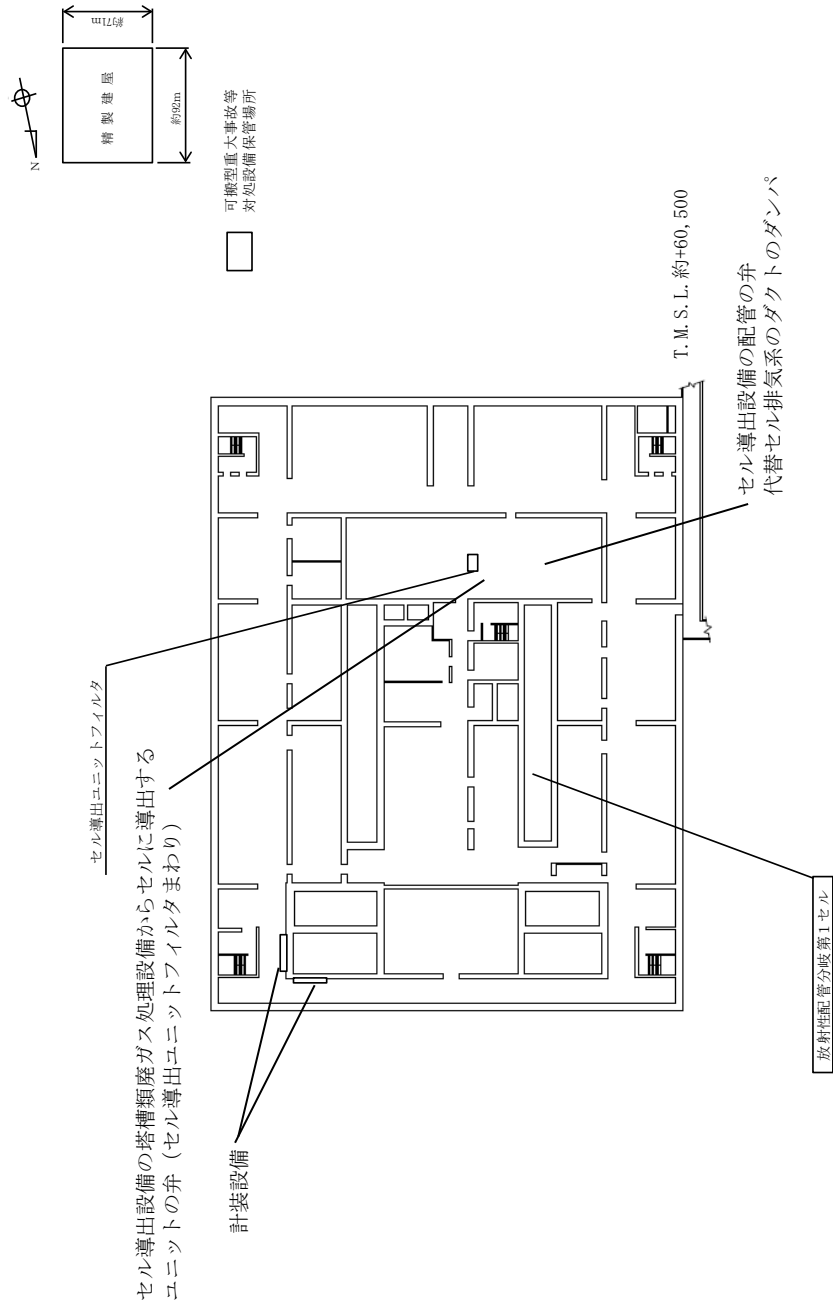 N
精製建屋
約92m
約71m
可搬型重大事故等
対処設備保管場所
セル導出ユニットフィルタ
セル導出設備の塔槽類廃ガス処理設備からセルに導出する
ユニットの弁（セル導出ユニットフィルタまわり）
計装設備
T.M.S.L.約+60,500
セル導出設備の配管の弁
代替セル排気系のダクトのダンパ
放射性配管分岐第1セル